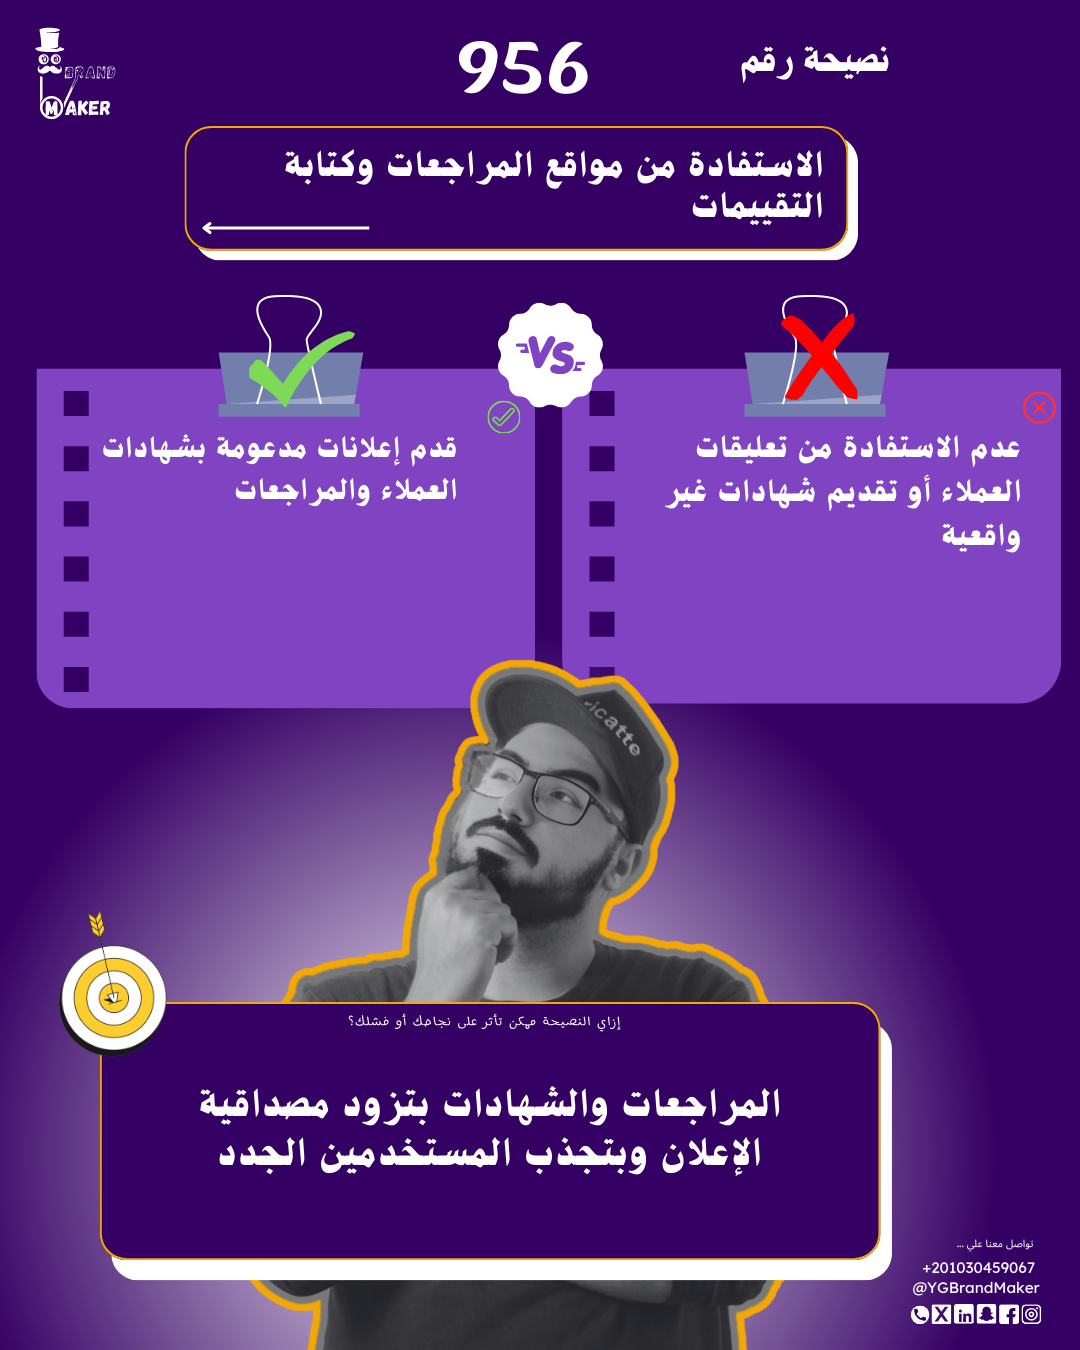 BRAND
MAKER
نصيحة رقم 956
الاستفادة من مواقع المراجعات وكتابة
التقييمات
VS
عدم الاستفادة من تعليقات
العملاء أو تقديم شهادات غير
واقعية
قدم إعلانات مدعومة بشهادات
العملاء والمراجعات
icatte
إزاي النصيحة ممكن تأثر على نجاحك أو فشلك؟
المراجعات والشهادات بتزود مصداقية
الإعلان وبتجذب المستخدمين الجدد
تواصل معنا علي ...
+201030459067
@YGBrandMaker